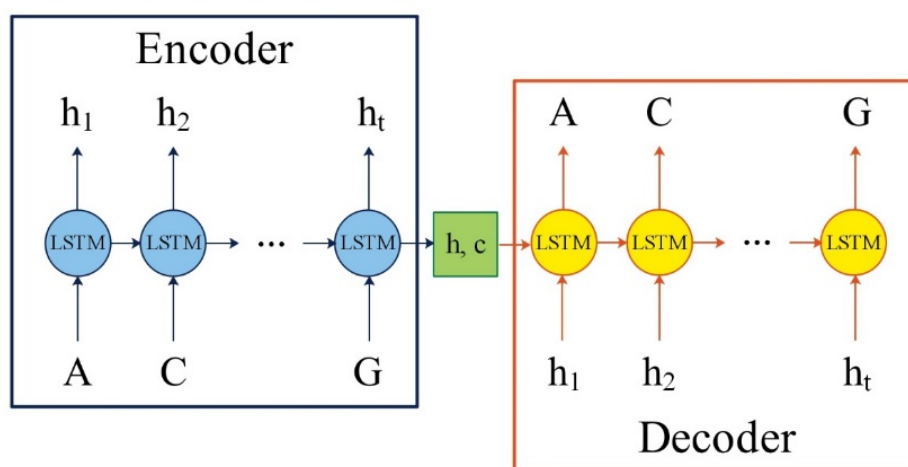 Encoder
h₁ h₂ hₜ
LSTM LSTM ... LSTM
A C G
h, c
A C G
LSTM LSTM ... LSTM
h₁ h₂ hₜ
Decoder